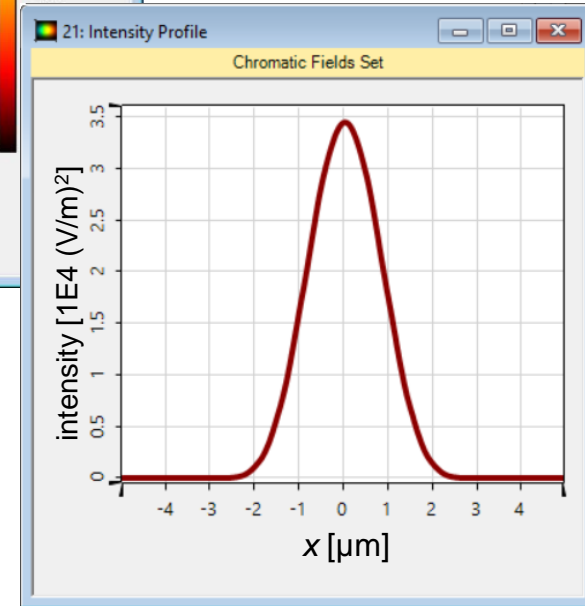 21: Intensity Profile
Chromatic Fields Set
intensity [1E4 (V/m)²]
3.5
3
2.5
2
1.5
1
0.5
0
-4 -3 -2 -1 0 1 2 3 4
x [µm]